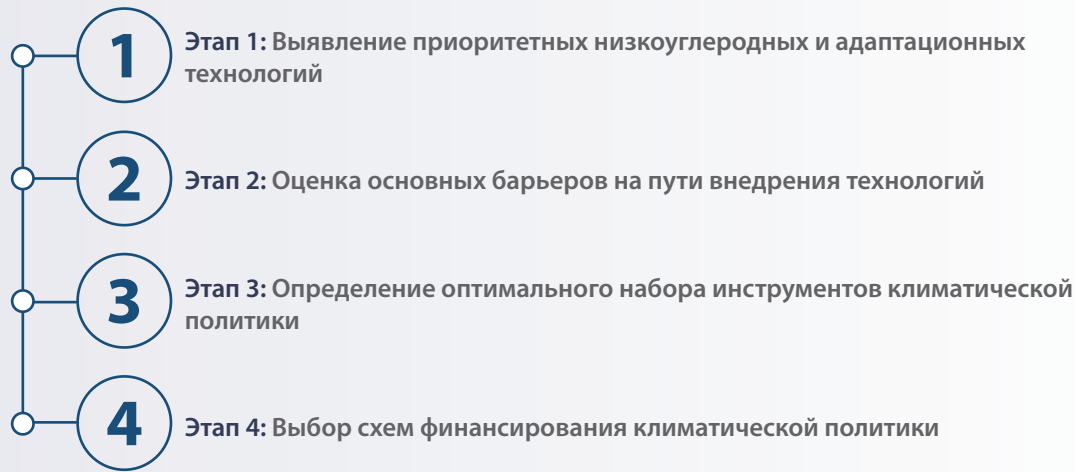 1
Этап 1: Выявление приоритетных низкоуглеродных и адаптационных
технологий
2
Этап 2: Оценка основных барьеров на пути внедрения технологий
3
Этап 3: Определение оптимального набора инструментов климатической
политики
4
Этап 4: Выбор схем финансирования климатической политики